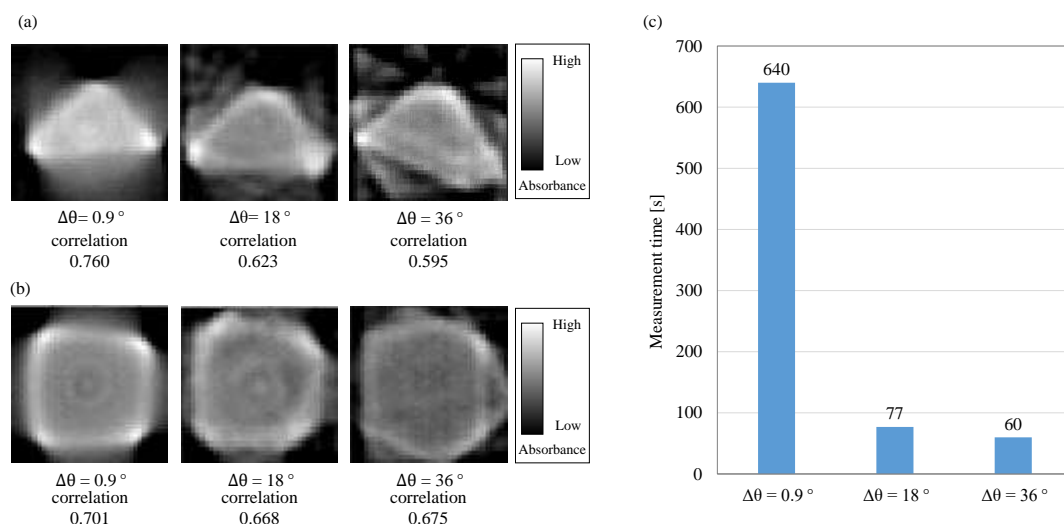 (a)
High
Low
Absorbance
Δθ= 0.9 °
correlation
0.760
Δθ= 18 °
correlation
0.623
Δθ = 36 °
correlation
0.595
(b)
High
Low
Absorbance
Δθ = 0.9 °
correlation
0.701
Δθ = 18 °
correlation
0.668
Δθ = 36 °
correlation
0.675
(c)
Measurement time [s]
700
600
500
400
300
200
100
0
640
77
60
Δθ = 0.9 °
Δθ = 18 °
Δθ = 36 °